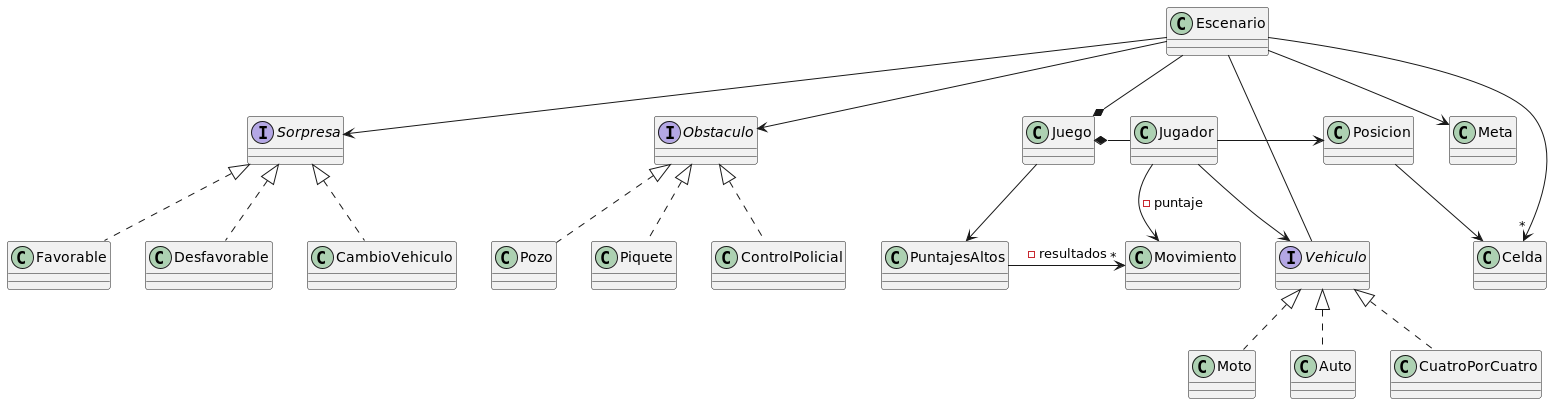 C Escenario
I Sorpresa
I Obstaculo
C Juego
C Jugador
C Posicion
C Meta
puntaje
*
C Favorable
C Desfavorable
C CambioVehiculo
C Pozo
C Piquete
C ControlPolicial
C PuntajesAltos
resultados *
C Movimiento
I Vehiculo
C Celda
C Moto
C Auto
C CuatroPorCuatro